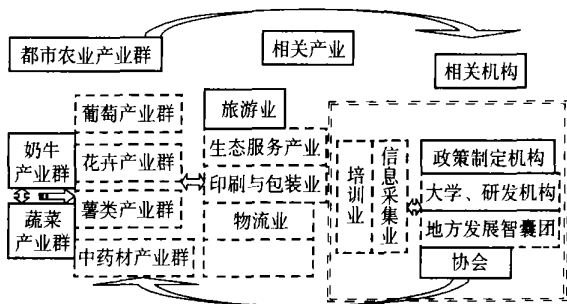 都市农业产业群
相关产业
相关机构
奶牛
产业群
蔬菜
产业群
葡萄产业群
花卉产业群
薯类产业群
中药材产业群
旅游业
生态服务产业
印刷与包装业
物流业
培训业
信息采集业
政策制定机构
大学、研发机构
地方发展智囊团
协会